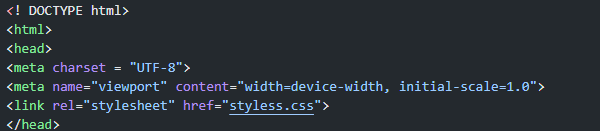 <! DOCTYPE html>
<html>
<head>
<meta charset = "UTF-8">
<meta name="viewport" content="width=device-width, initial-scale=1.0">
<link rel="stylesheet" href="styless.css">
</head>